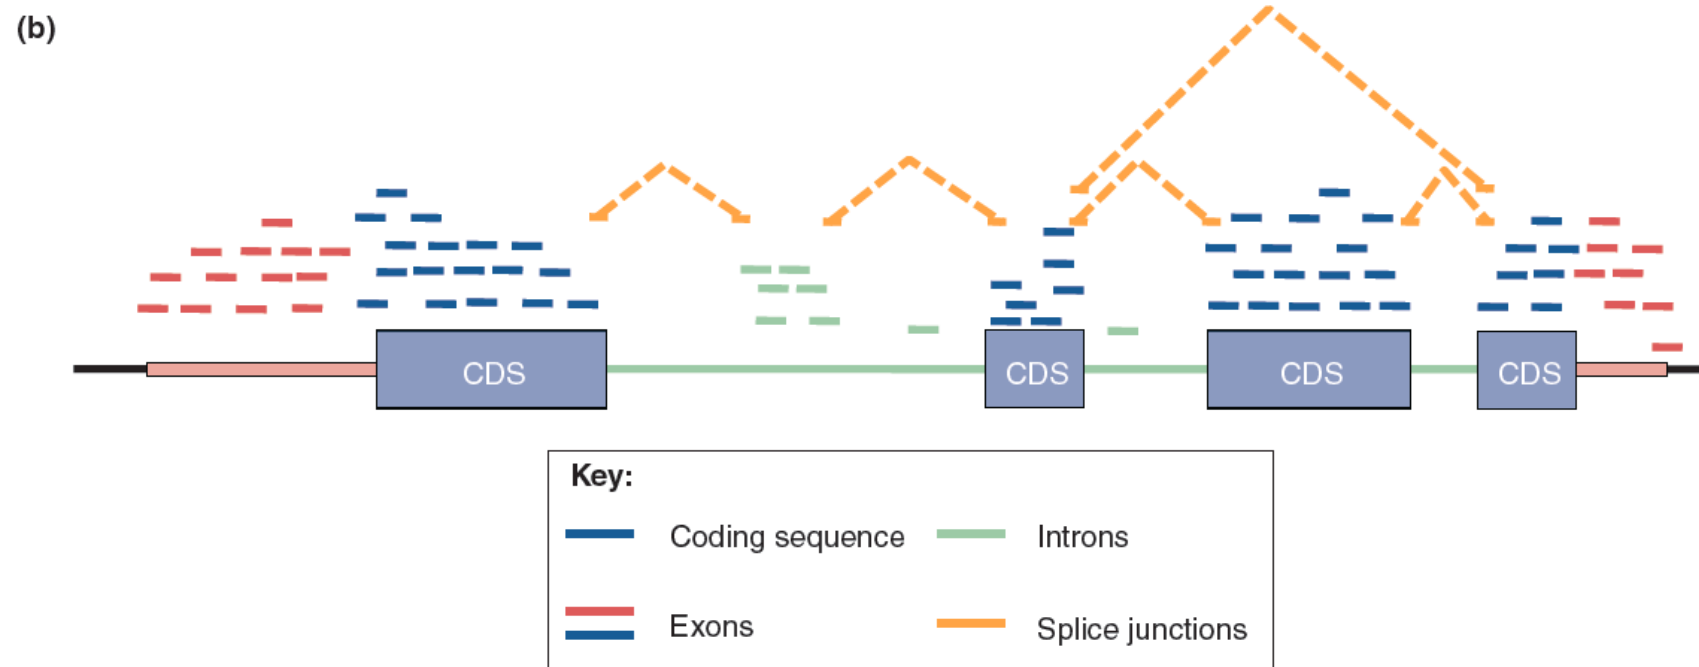 (b)
CDS CDS CDS CDS
Key:
Coding sequence Introns
Exons Splice junctions